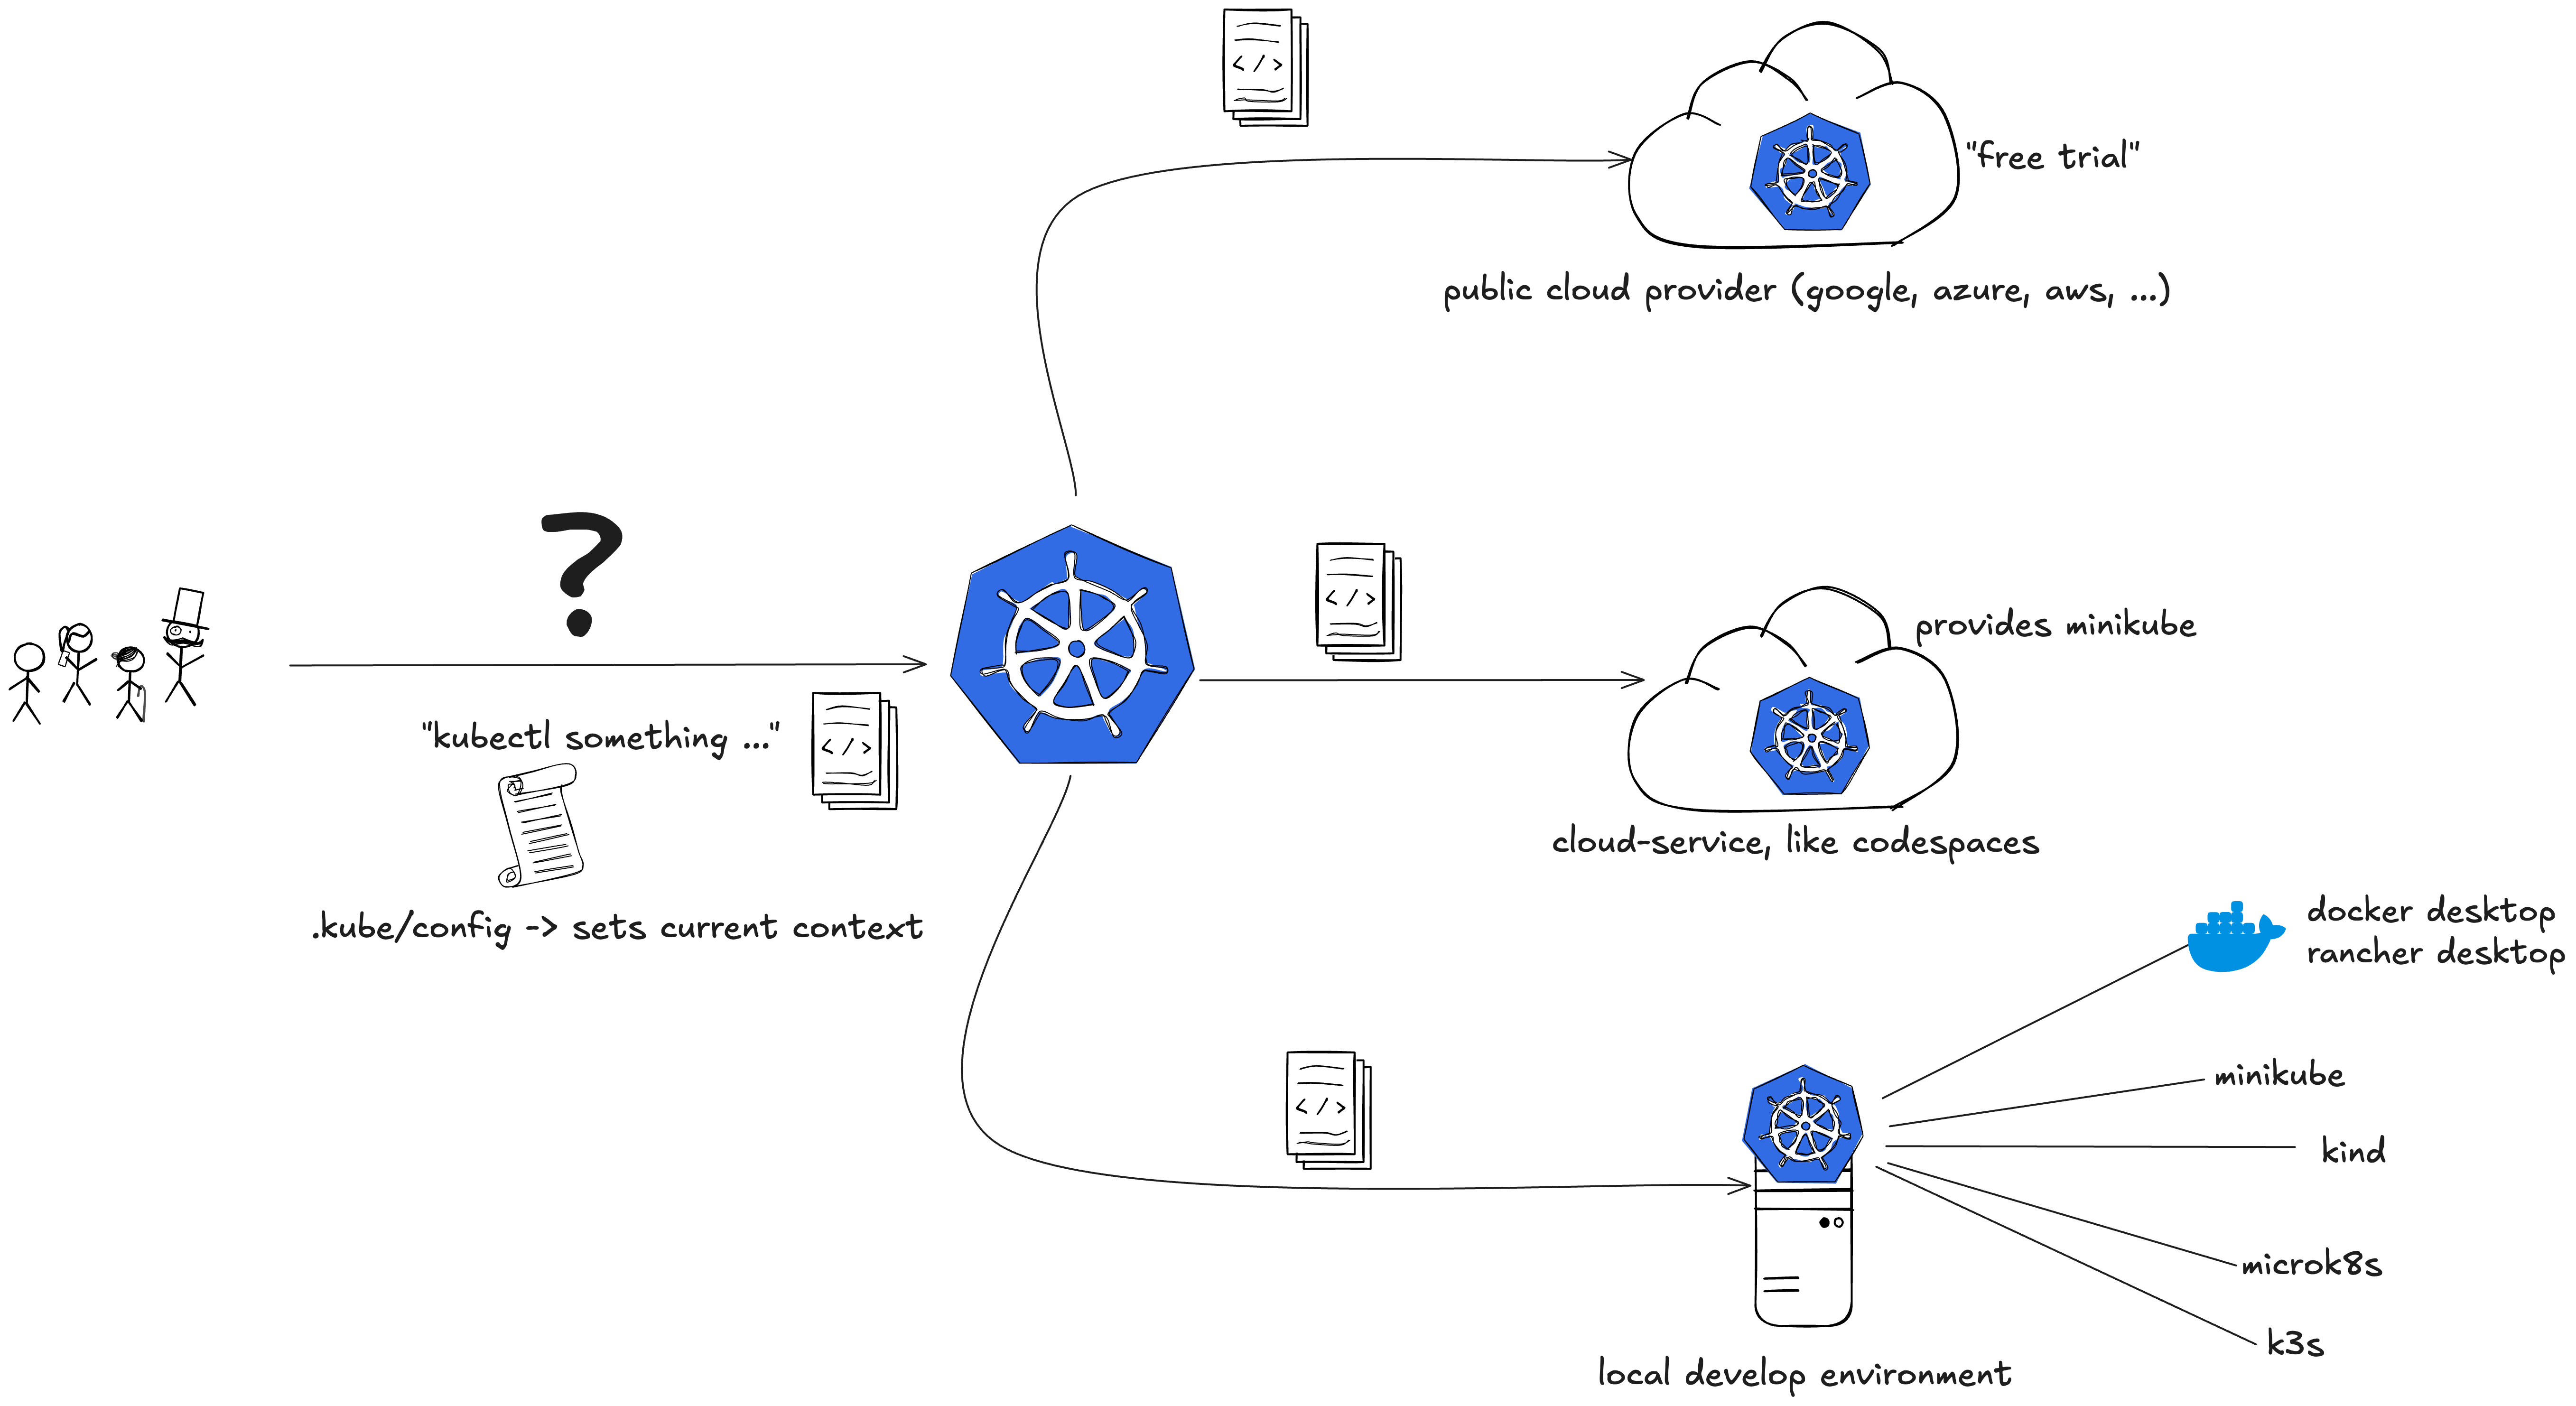 </>
"free trial"
public cloud provider (google, azure, aws, ...)
?
</>
provides minikube
"kubectl something ..."
</>
cloud-service, like codespaces
.kube/config -> sets current context
docker desktop
rancher desktop
</>
minikube
kind
microk8s
k3s
local develop environment